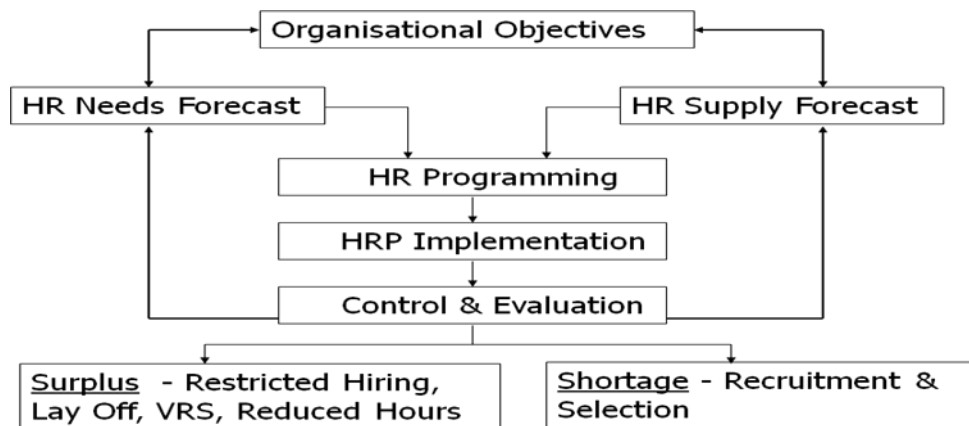 Organisational Objectives
HR Needs Forecast
HR Supply Forecast
HR Programming
HRP Implementation
Control & Evaluation
Surplus - Restricted Hiring,
Lay Off, VRS, Reduced Hours
Shortage - Recruitment &
Selection